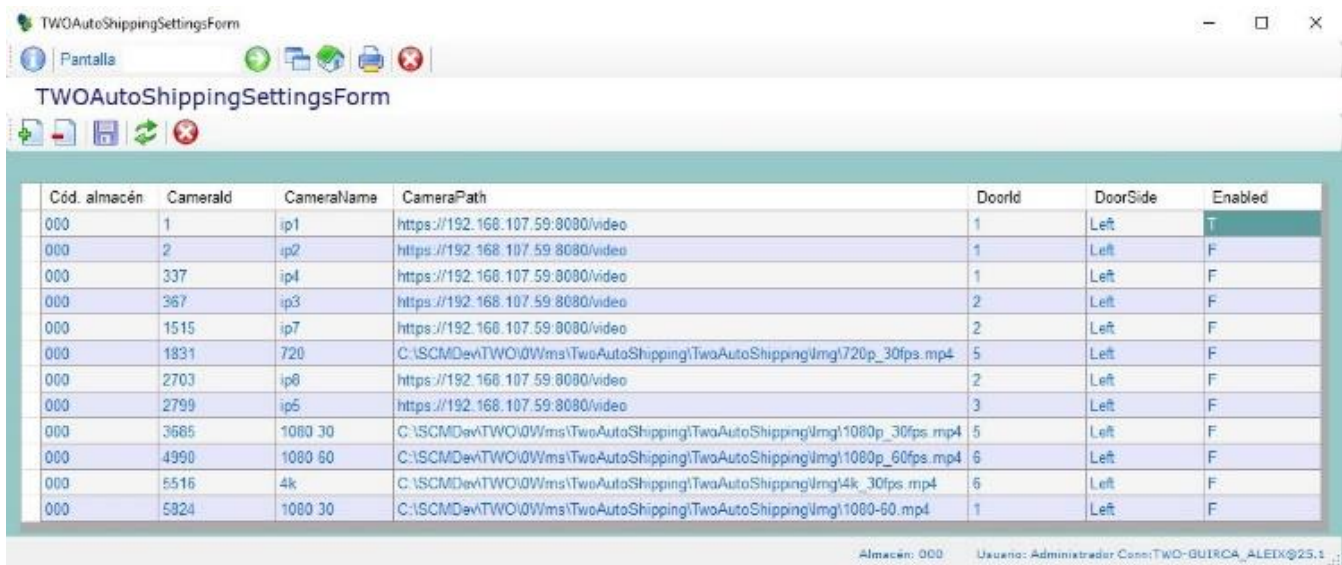 TWOAutoShippingSettingsForm
Pantalla
TWOAutoShippingSettingsForm
Cód. almacén CameraId CameraName CameraPath DoorId DoorSide Enabled
000 1 ip1 https://192.168.107.59:8080/video 1 Left T
000 2 ip2 https://192.168.107.59:8080/video 1 Left F
000 337 ip4 https://192.168.107.59:8080/video 1 Left F
000 367 ip3 https://192.168.107.59:8080/video 2 Left F
000 1515 ip7 https://192.168.107.59:8080/video 2 Left F
000 1831 720 C:\SCMDev\TWO\0Wms\TwoAutoShipping\TwoAutoShipping\Img\720p_30fps.mp4 5 Left F
000 2703 ip8 https://192.168.107.59:8080/video 2 Left F
000 2799 ip5 https://192.168.107.59:8080/video 3 Left F
000 3685 1080 30 C:\SCMDev\TWO\0Wms\TwoAutoShipping\TwoAutoShipping\Img\1080p_30fps.mp4 5 Left F
000 4990 1080 60 C:\SCMDev\TWO\0Wms\TwoAutoShipping\TwoAutoShipping\Img\1080p_60fps.mp4 6 Left F
000 5516 4k C:\SCMDev\TWO\0Wms\TwoAutoShipping\TwoAutoShipping\Img\4k_30fps.mp4 6 Left F
000 5824 1080 30 C:\SCMDev\TWO\0Wms\TwoAutoShipping\TwoAutoShipping\Img\1080-60.mp4 1 Left F
Almacén: 000 Usuario: Administrador Conn:TWO-GUIRCA_ALEIX@25.1